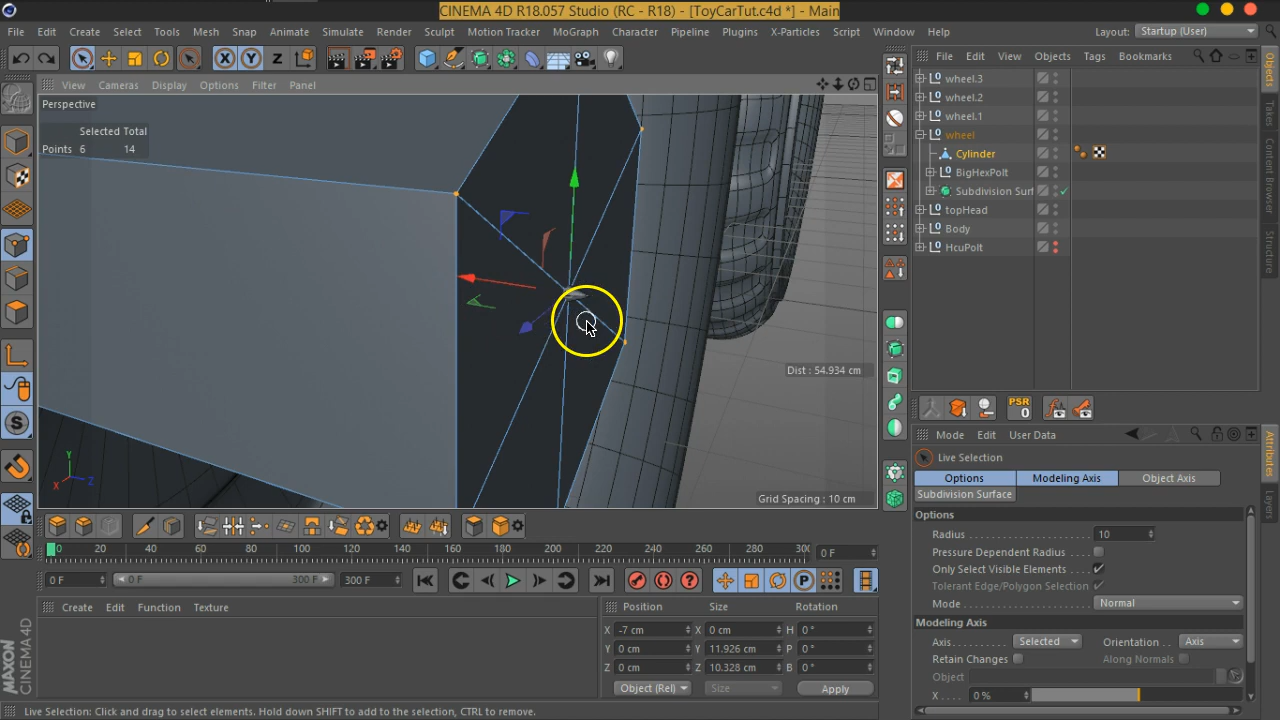 CINEMA 4D R18.057 Studio (RC - R18) - [ToyCarTut.c4d *] - Main
File Edit Create Select Tools Mesh Snap Animate Simulate Render Sculpt Motion Tracker MoGraph Character Pipeline Plugins X-Particles Script Window Help Layout: Startup (User)
X Y Z
File Edit View Objects Tags Bookmarks
View Cameras Display Options Filter Panel
Perspective
Selected Total
Points 6 14
wheel.3
wheel.2
wheel.1
wheel
Cylinder
BigHexPolt
Subdivision Surf
topHead
Body
HcuPolt
Objects
Takes
Content Browser
Structure
Dist : 54.934 cm
Y
X Z
Grid Spacing : 10 cm
PSR
0
Mode Edit User Data
Attributes
Layers
Live Selection
Options Modeling Axis Object Axis
Subdivision Surface
Options
Radius 10
Pressure Dependent Radius
Only Select Visible Elements
Tolerant Edge/Polygon Selection
Mode Normal
Modeling Axis
Axis Selected Orientation Axis
Retain Changes Along Normals
Object
X 0 %
0 20 40 60 80 100 120 140 160 180 200 220 240 260 280 30 0 F
0 F 0 F 300 F 300 F P
Create Edit Function Texture
Position Size Rotation
X -7 cm X 0 cm H 0 °
Y 0 cm Y 11.926 cm P 0 °
Z 0 cm Z 10.328 cm B 0 °
Object (Rel) Size Apply
MAXON
CINEMA 4D
Live Selection: Click and drag to select elements. Hold down SHIFT to add to the selection, CTRL to remove.